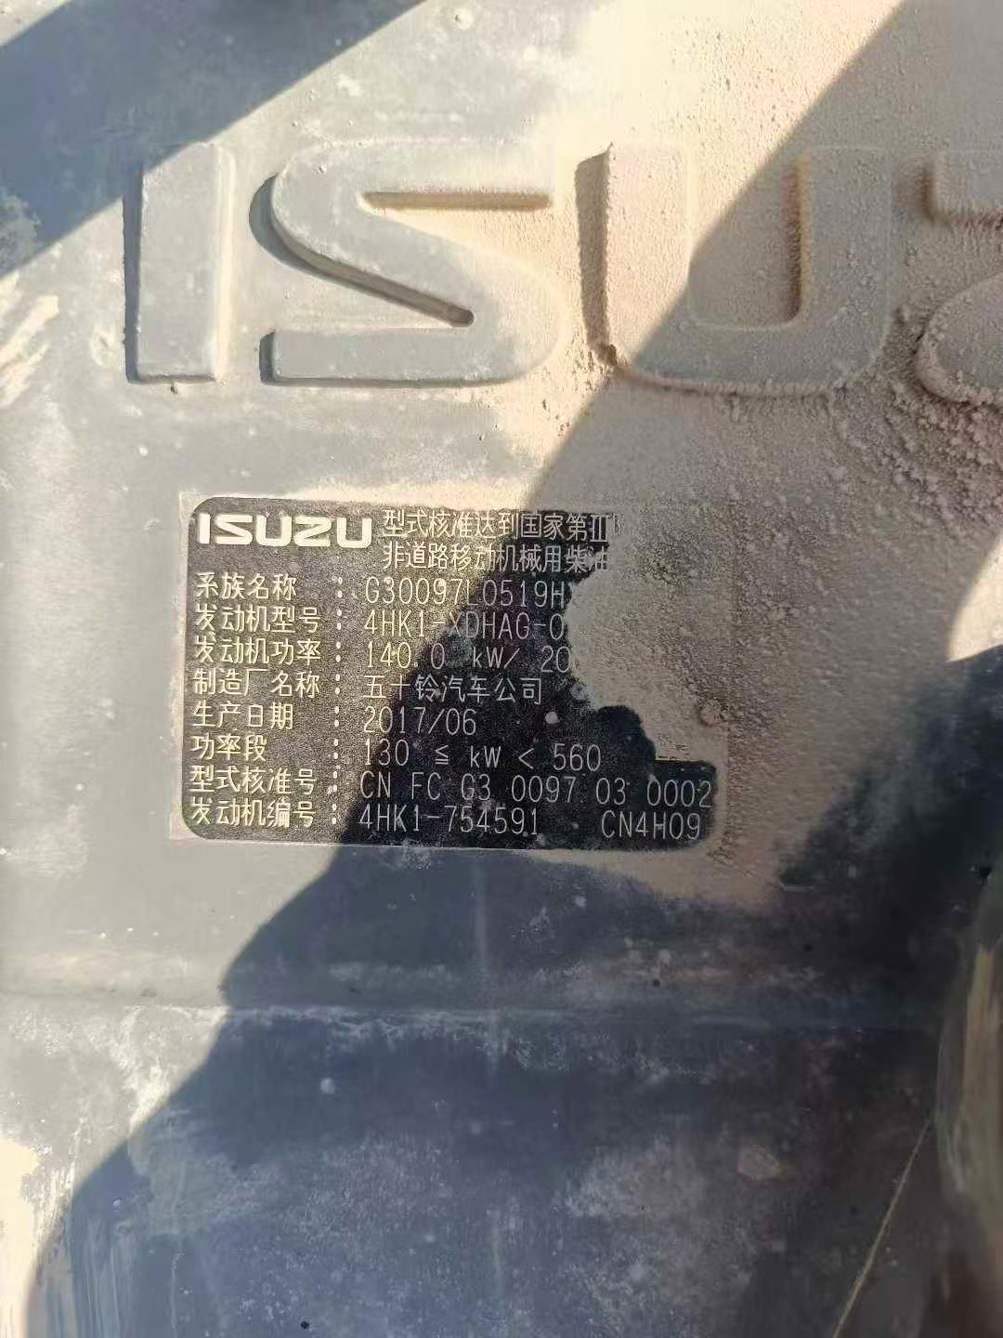 ISUZ
ISUZU 型式核准达到国家第
非道路移动机械用柴油
系族名称 : G30097L0519H
发动机型号 : 4HK1-XDHAG-0
发动机功率 : 140.0 kW/ 20
制造厂名称 : 五十铃汽车公司
生产日期 : 2017/06
功率段 : 130 ≦ kW < 560
型式核准号 : CN FC G3 0097 03 0002
发动机编号 : 4HK1-754591 CN4H09